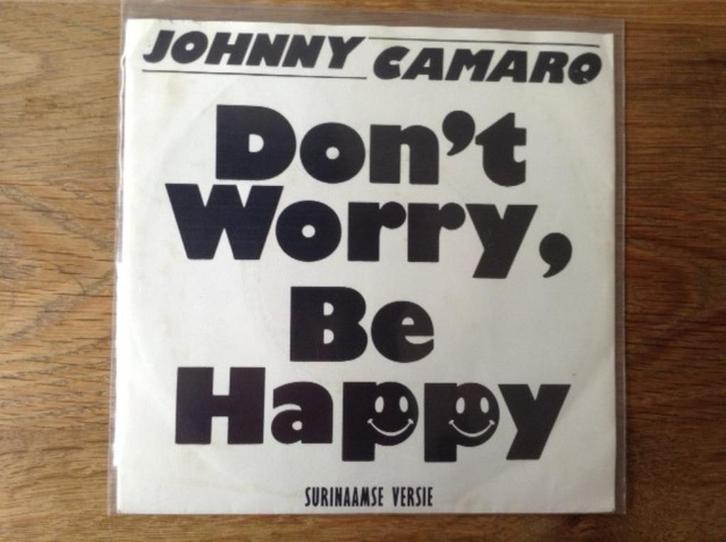 JOHNNY CAMARO
Don't
Worry,
Be
Happy
SURINAAMSE VERSIE